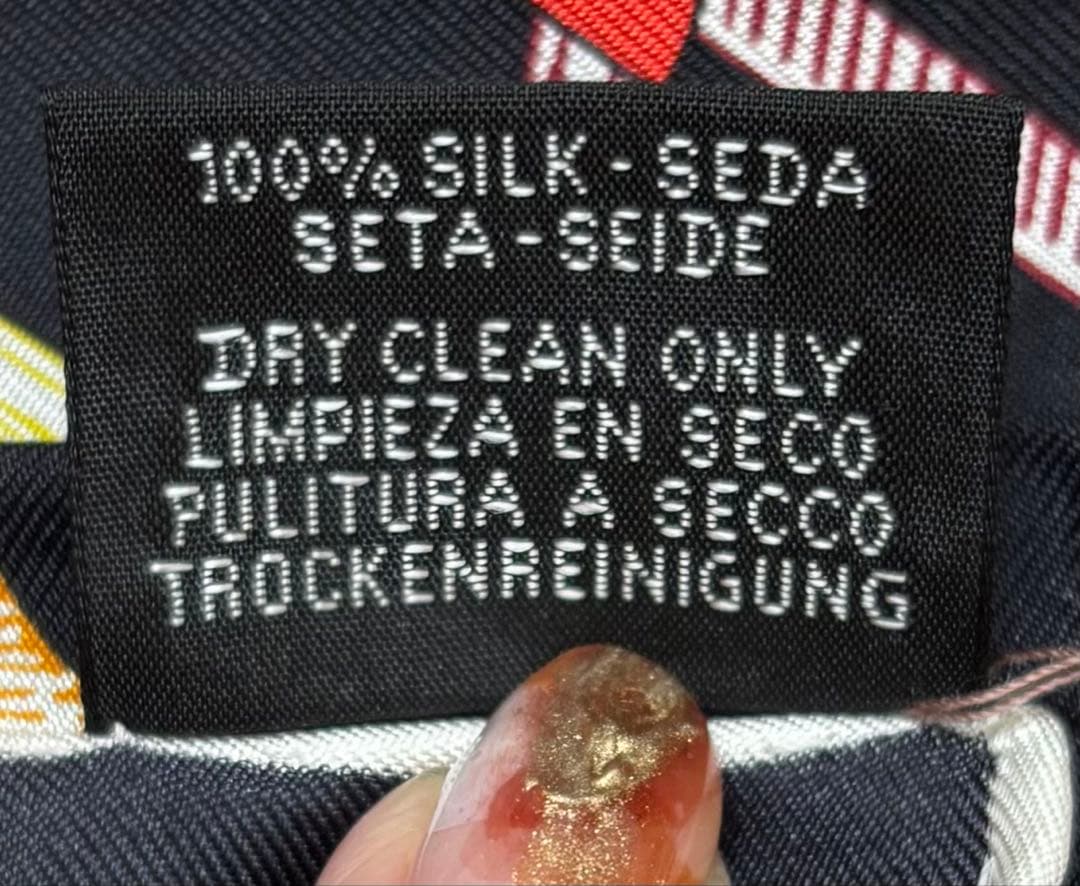 100% SILK - SEDA
SETA - SEIDE
DRY CLEAN ONLY
LIMPIEZA EN SECO
PULITURA A SECCO
TROCKENREINIGUNG